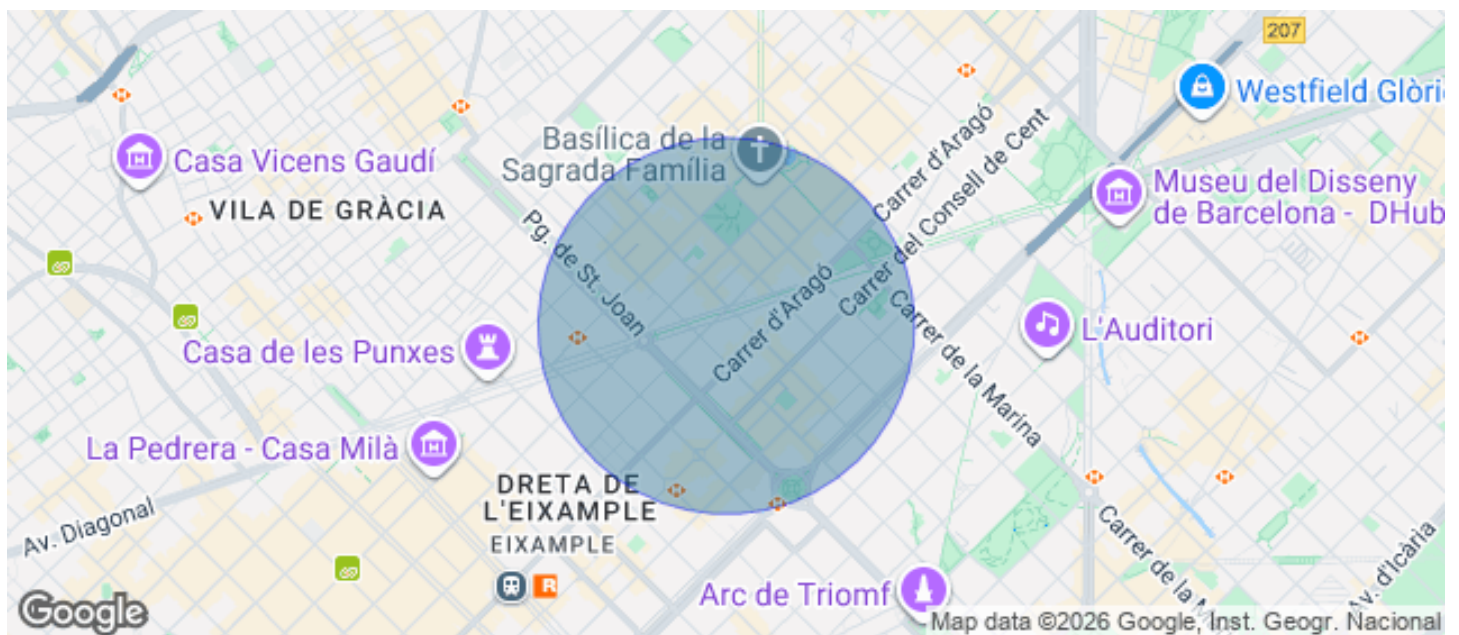 207
Westfield Glòri
Basílica de la
Sagrada Família
Casa Vicens Gaudí
VILA DE GRÀCIA
Carrer d'Aragó
Carrer del Consell de Cent
Museu del Disseny
de Barcelona - DHub
Pg. de St. Joan
Carrer d'Aragó
L'Auditori
Casa de les Punxes
Carrer de la Marina
La Pedrera - Casa Milà
DRETA DE
L'EIXAMPLE
EIXAMPLE
Av. Diagonal
Carrer de la M
Av. d'Icària
R
Arc de Triomf
Google
Map data ©2026 Google, Inst. Geogr. Nacional